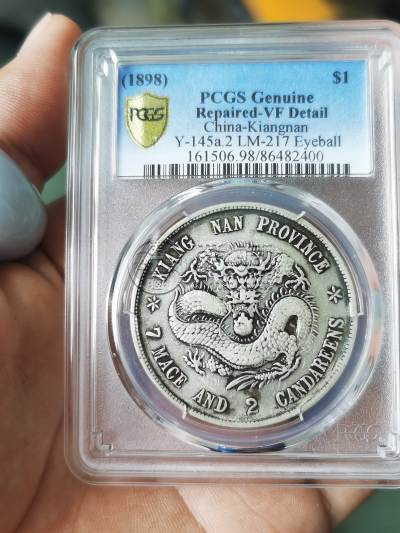 (1898) $1
PCGS Genuine
Repaired-VF Detail
China-Kiangnan
Y-145a.2 LM-217 Eyeball
161506.98/86482400
PCGS
KIANG NAN PROVINCE
7 MACE AND 2 CANDAREENS
PCGS